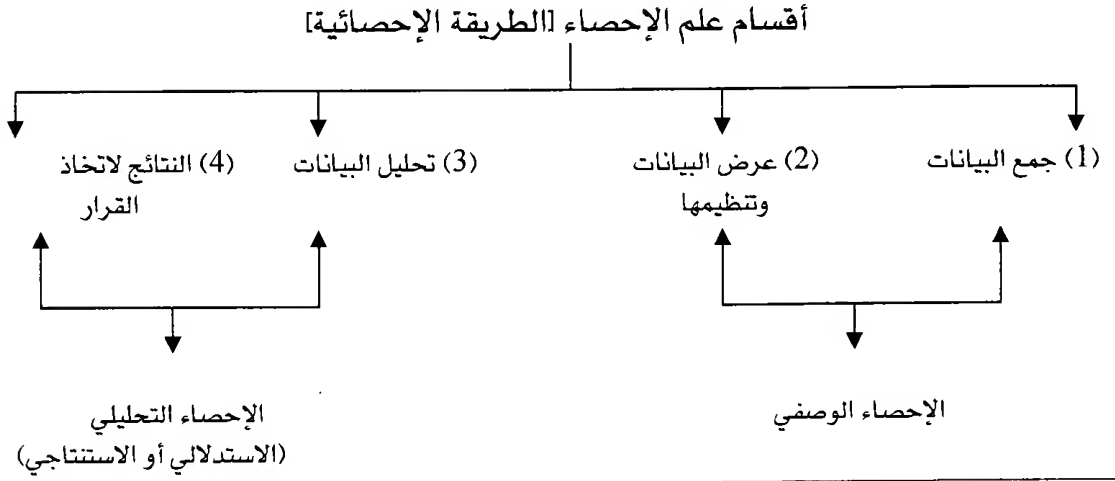 أقسام علم الإحصاء [الطريقة الإحصائية]
(1) جمع البيانات
(2) عرض البيانات
وتنظيمها
(3) تحليل البيانات
(4) النتائج لاتخاذ
القرار
الإحصاء الوصفي
الإحصاء التحليلي
(الاستدلالي أو الاستنتاجي)